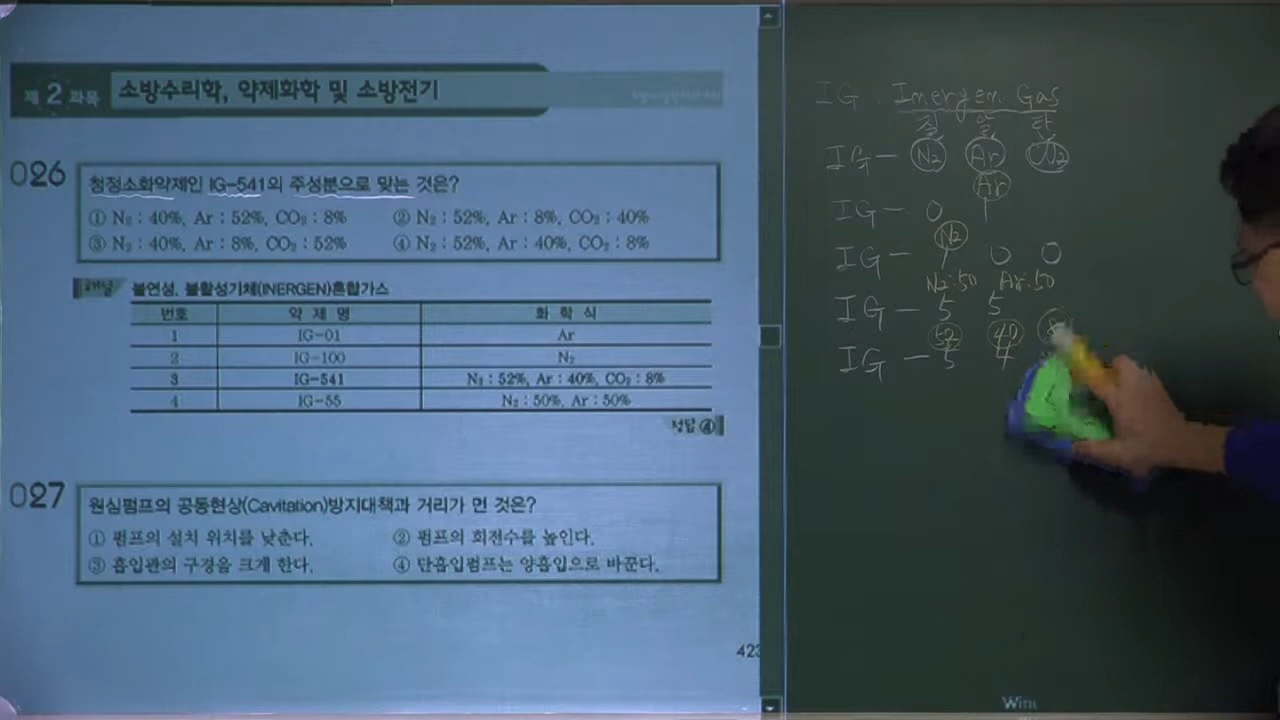 제2과목 소방수리학, 약제화학 및 소방전기
026 청정소화약제인 IG-541의 주성분으로 맞는 것은?
① N₂ : 40%, Ar : 52%, CO₂ : 8% ② N₂ : 52%, Ar : 8%, CO₂ : 40%
③ N₂ : 40%, Ar : 8%, CO₂ : 52% ④ N₂ : 52%, Ar : 40%, CO₂ : 8%
해설 불연성, 불활성기체(INERGEN)혼합가스
번호 약 제 명 화 학 식
1 IG-01 Ar
2 IG-100 N₂
3 IG-541 N₂ : 52%, Ar : 40%, CO₂ : 8%
4 IG-55 N₂ : 50%, Ar : 50%
정답 ④
027 원심펌프의 공동현상(Cavitation)방지대책과 거리가 먼 것은?
① 펌프의 설치 위치를 낮춘다. ② 펌프의 회전수를 높인다.
③ 흡입관의 구경을 크게 한다. ④ 단흡입펌프는 양흡입으로 바꾼다.
423
IG Inergen Gas
질 알 탄
IG - N₂ Ar
Ar
IG - 0 1
N₂
IG - 1 0 0
N₂:50 Ar:50
IG - 5 5
52 40 8
IG - 5 4